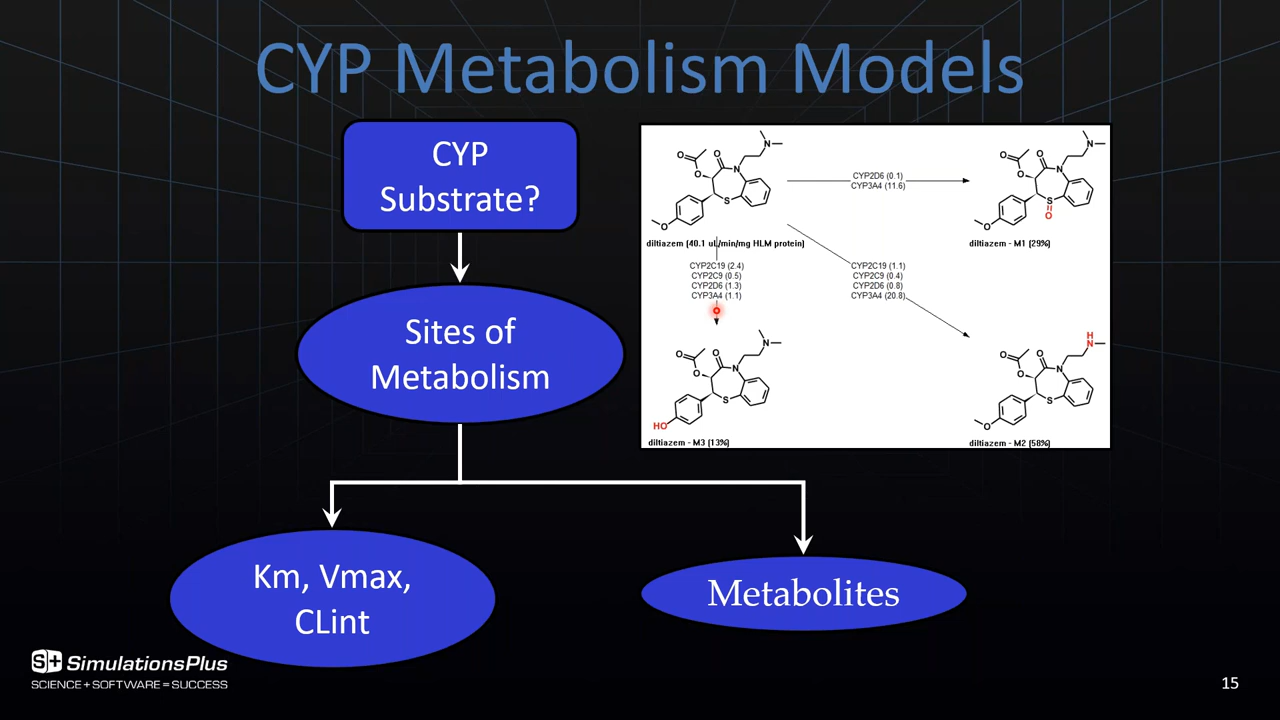 CYP Metabolism Models
CYP
Substrate?
Sites of
Metabolism
Km, Vmax,
CLint
Metabolites
O
O
O
N
N
S
O
diltiazem (40.1 uL/min/mg HLM protein)
CYP2D6 (0.1)
CYP3A4 (11.6)
O
O
O
N
N
S
O
O
diltiazem - M1 (29%)
CYP2C19 (2.4)
CYP2C9 (0.5)
CYP2D6 (1.3)
CYP3A4 (1.1)
CYP2C19 (1.1)
CYP2C9 (0.4)
CYP2D6 (0.8)
CYP3A4 (20.8)
O
O
O
N
N
S
HO
diltiazem - M3 (13%)
O
O
O
N
H
N
S
O
diltiazem - M2 (58%)
S+ SimulationsPlus
SCIENCE + SOFTWARE = SUCCESS
15